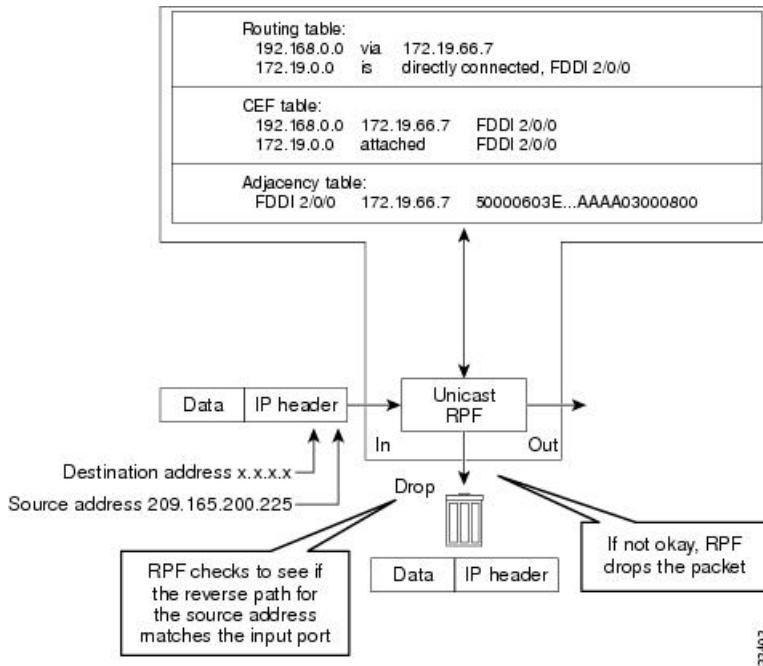 Routing table:
192.168.0.0 via 172.19.66.7
172.19.0.0 is directly connected, FDDI 2/0/0
CEF table:
192.168.0.0 172.19.66.7 FDDI 2/0/0
172.19.0.0 attached FDDI 2/0/0
Adjacency table:
FDDI 2/0/0 172.19.66.7 50000603E...AAAA03000800
Data IP header
Unicast
RPF
In Out
Destination address x.x.x.x
Source address 209.165.200.225
Drop
RPF checks to see if
the reverse path for
the source address
matches the input port
Data IP header
If not okay, RPF
drops the packet